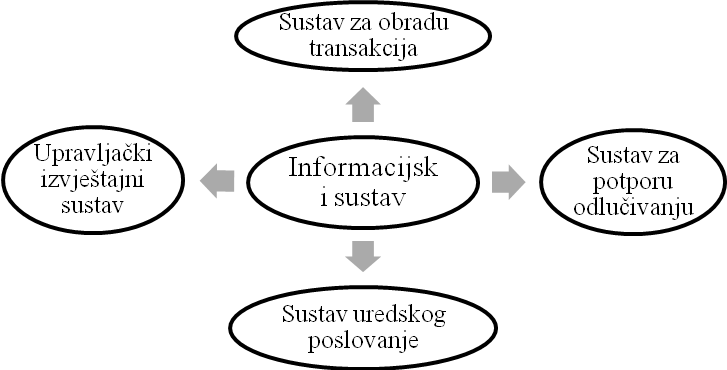 Sustav za obradu
transakcija
Upravljački
izvještajni
sustav
Informacijsk
i sustav
Sustav za
potporu
odlučivanju
Sustav uredskog
poslovanje